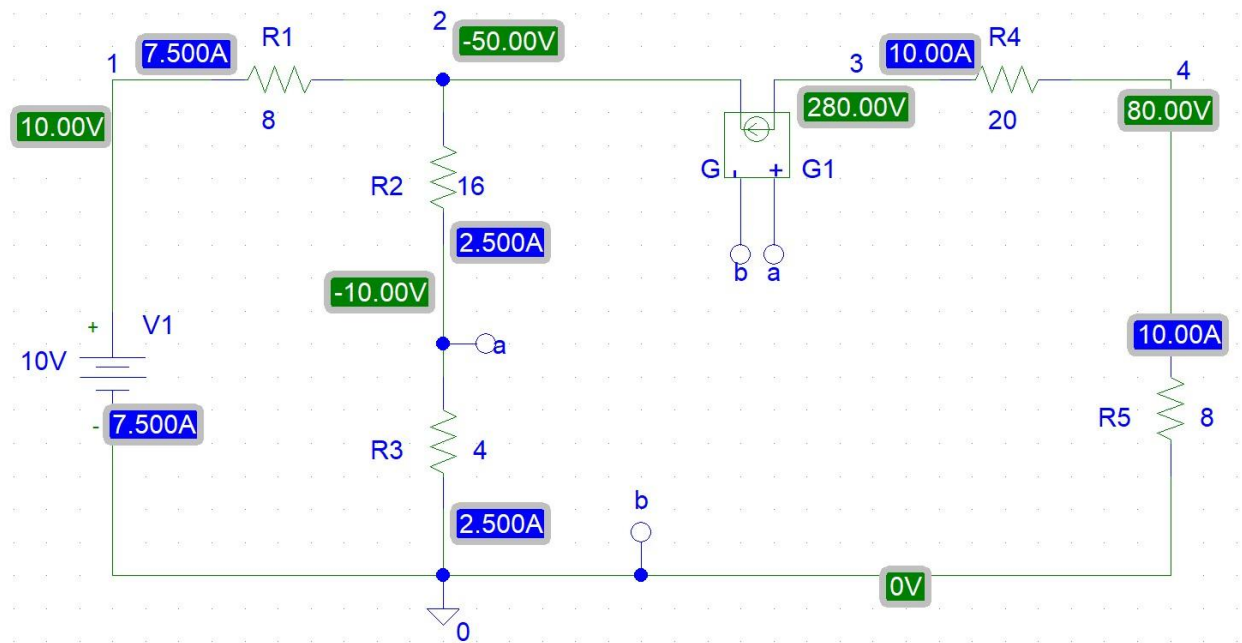 2
-50.00V
7.500A
R1
1
3
10.00A
R4
4
10.00V
8
280.00V
20
80.00V
R2
16
G
-
+
G1
2.500A
b
a
-10.00V
+
V1
a
10V
10.00A
-
7.500A
R3
4
R5
8
2.500A
b
0V
0